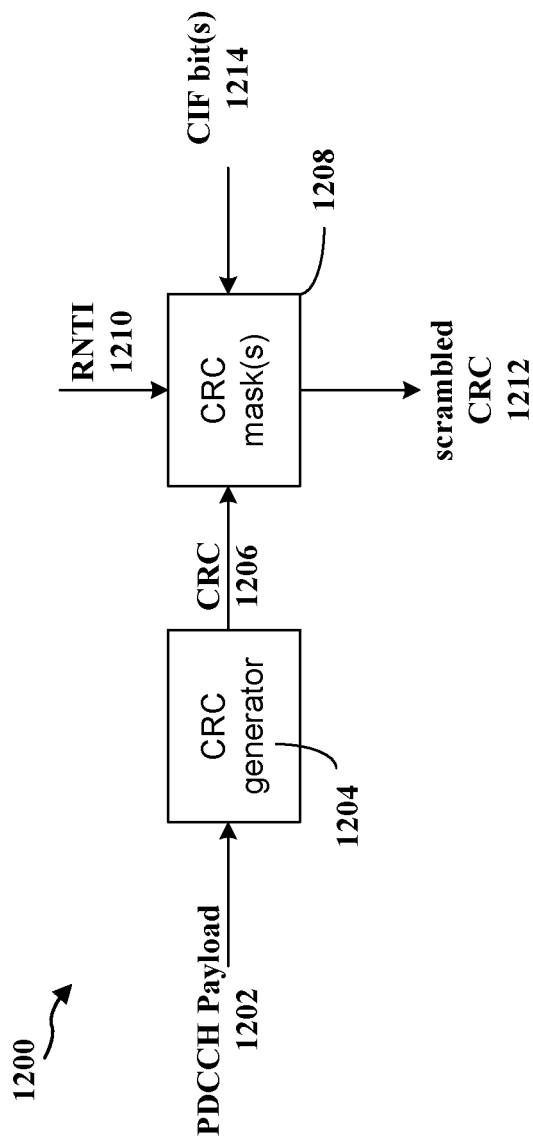 1200
PDCCH Payload
1202
CRC
generator
1204
CRC
1206
RNTI
1210
CRC
mask(s)
1208
CIF bit(s)
1214
scrambled
CRC
1212